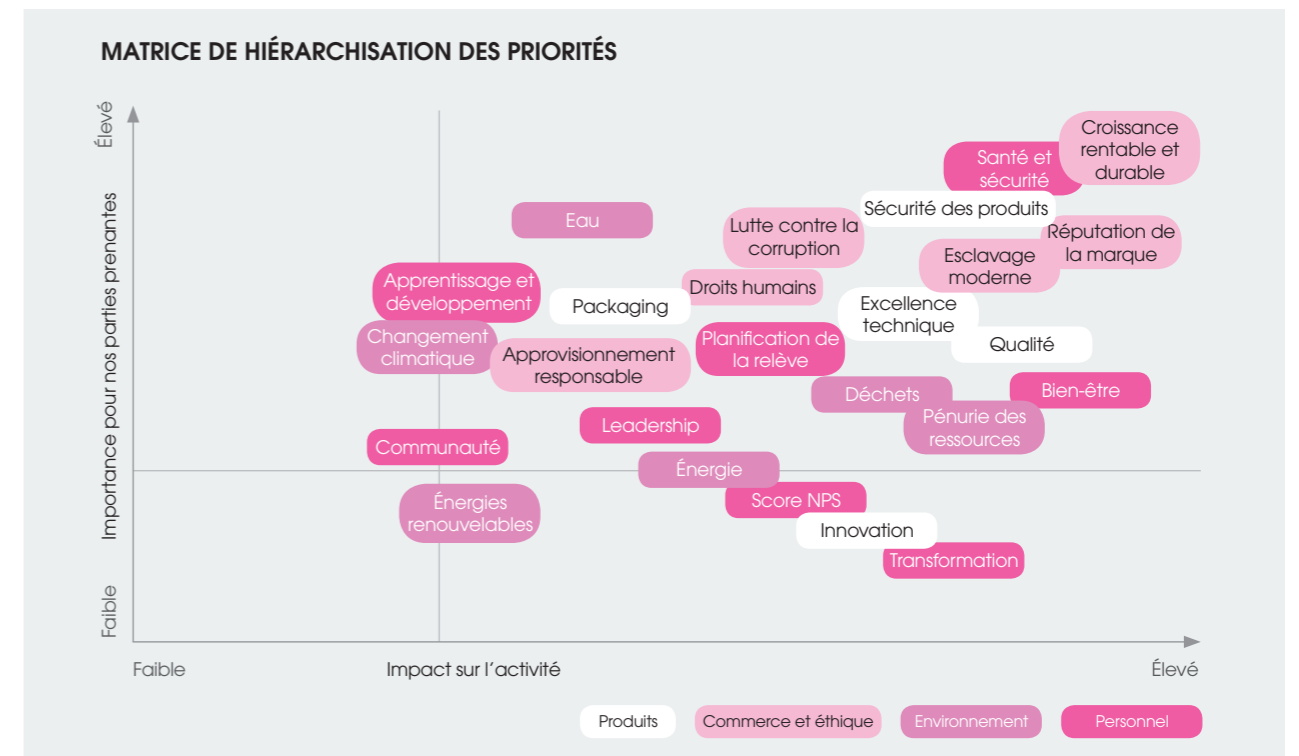 MATRICE DE HIÉRARCHISATION DES PRIORITÉS
Élevé
Importance pour nos parties prenantes
Faible
Croissance
rentable et
durable
Santé et
sécurité
Sécurité des produits
Eau
Lutte contre la
corruption
Réputation de
la marque
Esclavage
moderne
Apprentissage et
développement
Droits humains
Packaging
Excellence
technique
Changement
climatique
Planification de
la relève
Qualité
Approvisionnement
responsable
Déchets
Bien-être
Pénurie des
ressources
Leadership
Communauté
Énergie
Score NPS
Énergies
renouvelables
Innovation
Transformation
Faible
Impact sur l’activité
Élevé
Produits
Commerce et éthique
Environnement
Personnel